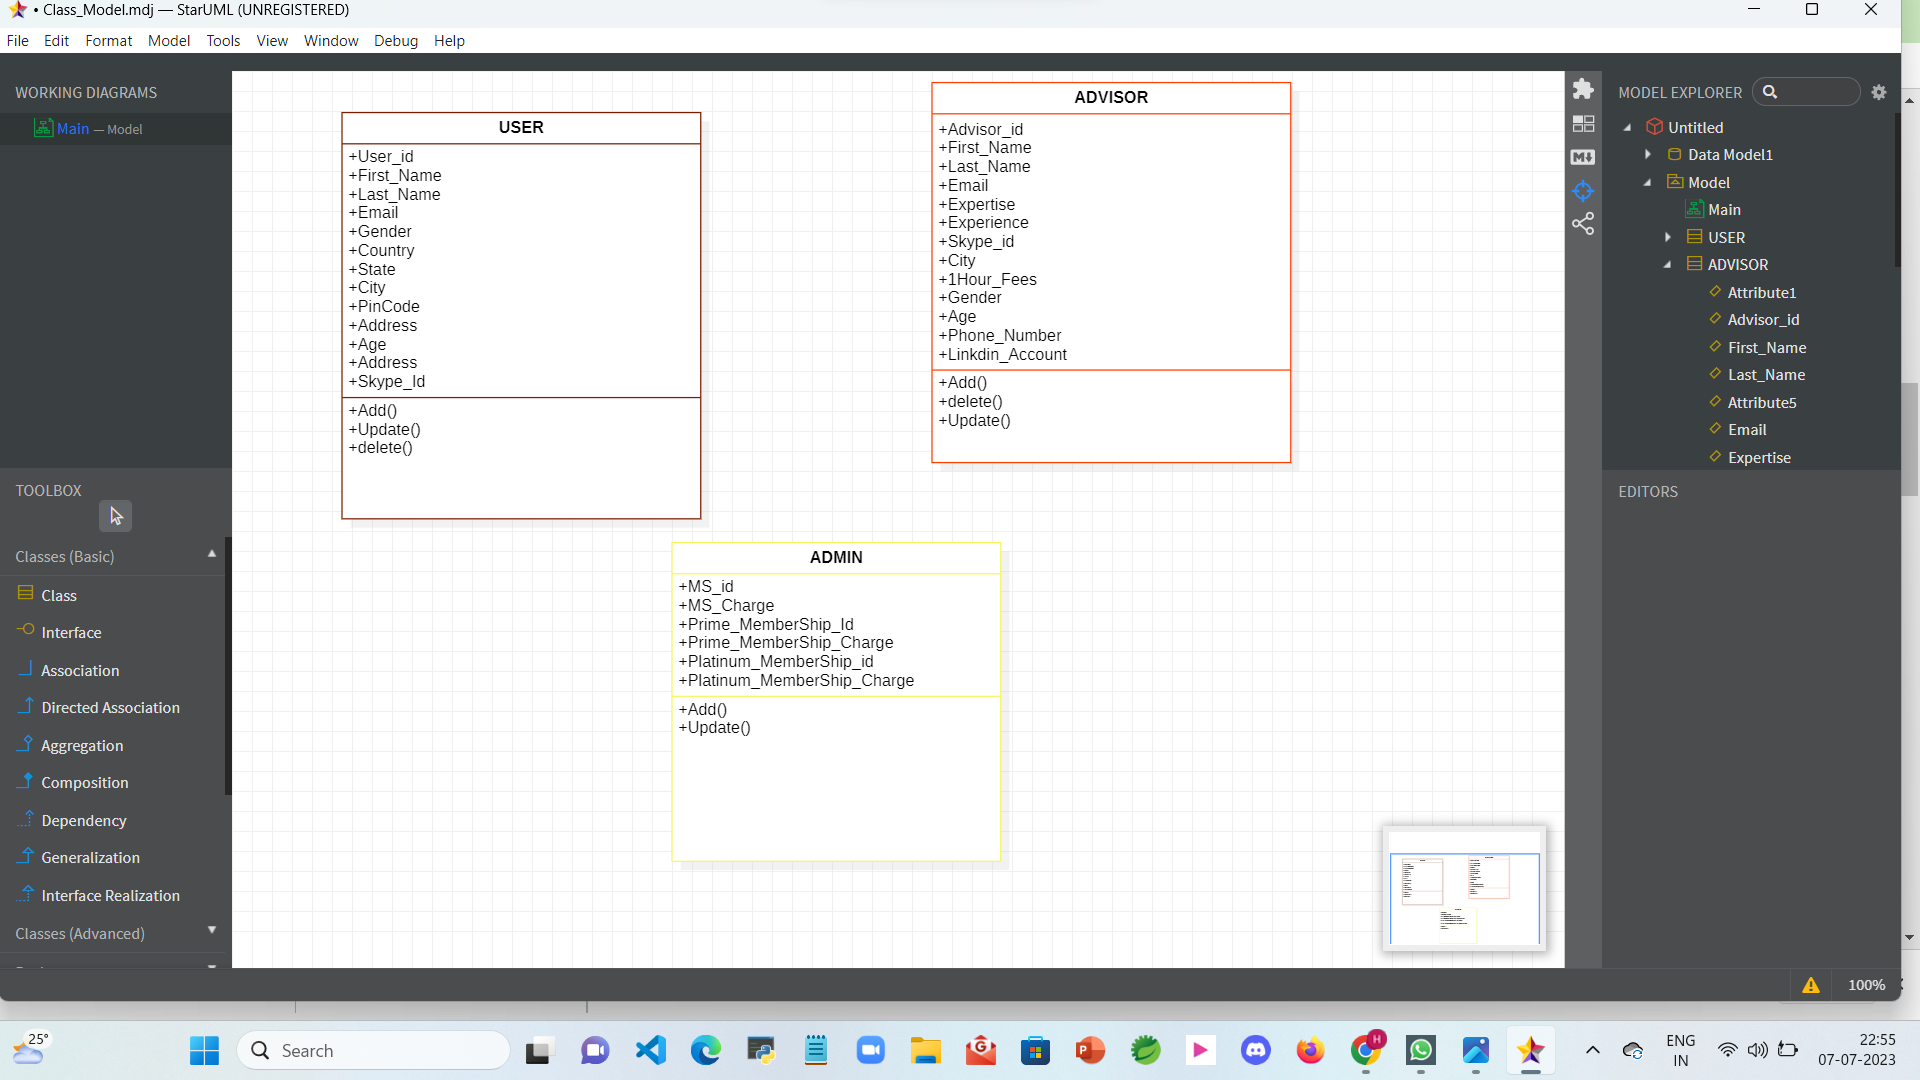 • Class_Model.mdj — StarUML (UNREGISTERED)
File Edit Format Model Tools View Window Debug Help
WORKING DIAGRAMS
Main — Model
TOOLBOX
Classes (Basic)
Class
Interface
Association
Directed Association
Aggregation
Composition
Dependency
Generalization
Interface Realization
Classes (Advanced)
USER
+User_id
+First_Name
+Last_Name
+Email
+Gender
+Country
+State
+City
+PinCode
+Address
+Age
+Address
+Skype_Id
+Add()
+Update()
+delete()
ADVISOR
+Advisor_id
+First_Name
+Last_Name
+Email
+Expertise
+Experience
+Skype_id
+City
+1Hour_Fees
+Gender
+Age
+Phone_Number
+Linkdin_Account
+Add()
+delete()
+Update()
ADMIN
+MS_id
+MS_Charge
+Prime_MemberShip_Id
+Prime_MemberShip_Charge
+Platinum_MemberShip_id
+Platinum_MemberShip_Charge
+Add()
+Update()
MODEL EXPLORER
Untitled
Data Model1
Model
Main
USER
ADVISOR
Attribute1
Advisor_id
First_Name
Last_Name
Attribute5
Email
Expertise
EDITORS
100%
25°
Search
ENG
IN
22:55
07-07-2023